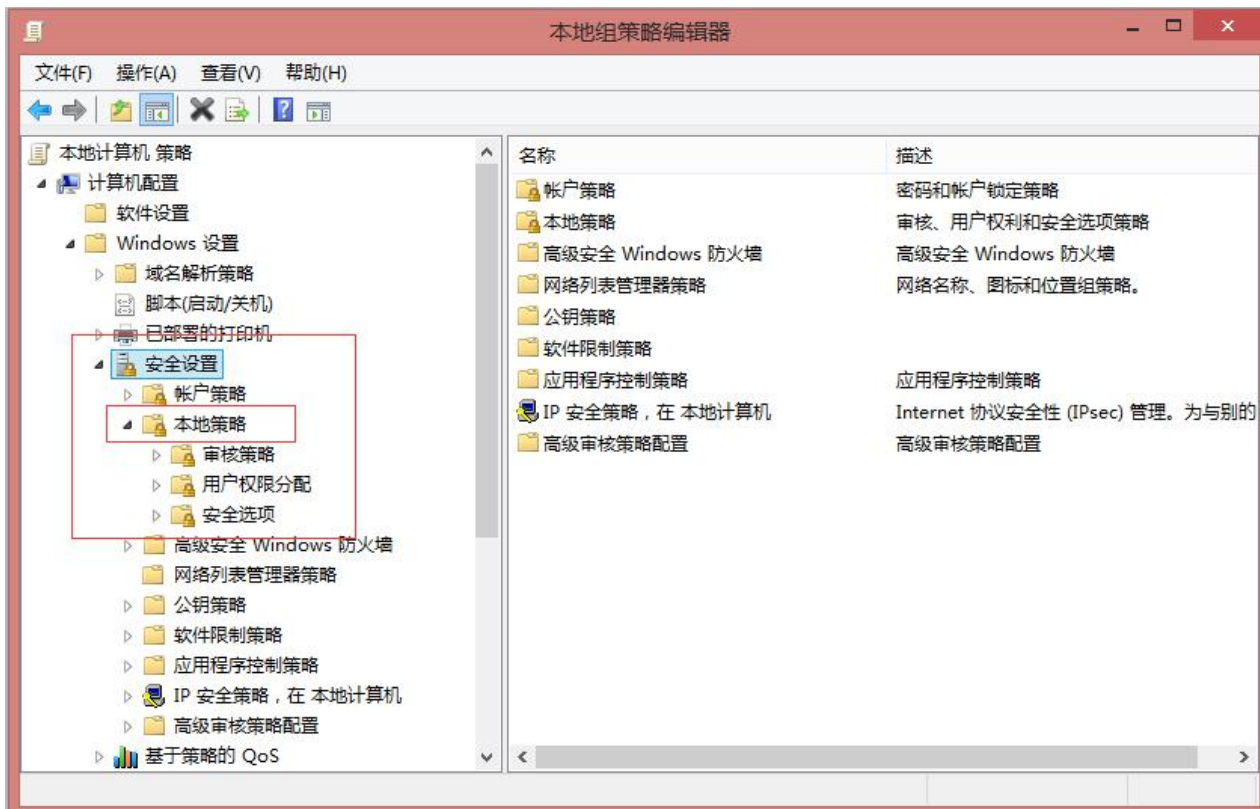 本地组策略编辑器
文件(F) 操作(A) 查看(V) 帮助(H)
本地计算机 策略
计算机配置
软件设置
Windows 设置
域名解析策略
脚本(启动/关机)
已部署的打印机
安全设置
帐户策略
本地策略
审核策略
用户权限分配
安全选项
高级安全 Windows 防火墙
网络列表管理器策略
公钥策略
软件限制策略
应用程序控制策略
IP 安全策略，在 本地计算机
高级审核策略配置
基于策略的 QoS
名称 描述
帐户策略 密码和帐户锁定策略
本地策略 审核、用户权利和安全选项策略
高级安全 Windows 防火墙 高级安全 Windows 防火墙
网络列表管理器策略 网络名称、图标和位置组策略。
公钥策略
软件限制策略
应用程序控制策略 应用程序控制策略
IP 安全策略，在 本地计算机 Internet 协议安全性 (IPsec) 管理。为与别的
高级审核策略配置 高级审核策略配置